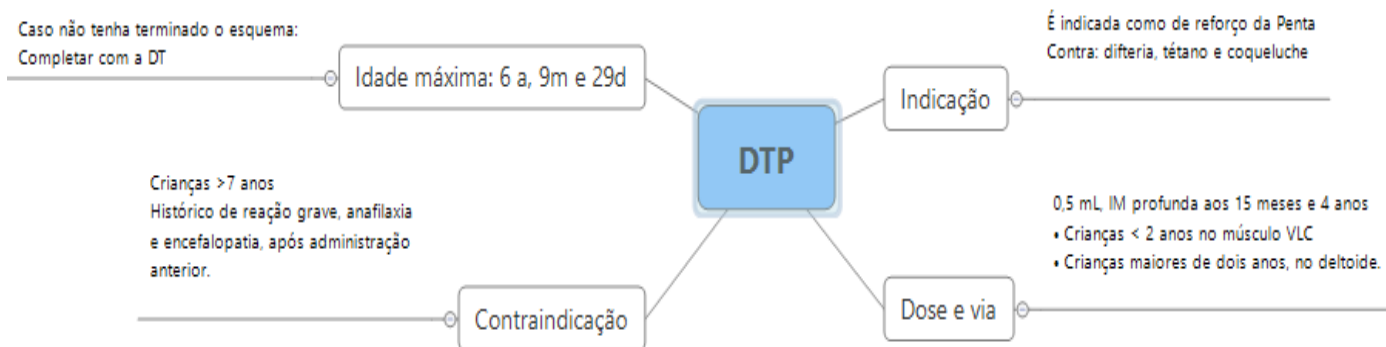 DTP
Indicação
É indicada como de reforço da Penta
Contra: difteria, tétano e coqueluche
Dose e via
0,5 mL, IM profunda aos 15 meses e 4 anos
• Crianças < 2 anos no músculo VLC
• Crianças maiores de dois anos, no deltoide.
Idade máxima: 6 a, 9m e 29d
Caso não tenha terminado o esquema:
Completar com a DT
Contraindicação
Crianças >7 anos
Histórico de reação grave, anafilaxia
e encefalopatia, após administração
anterior.